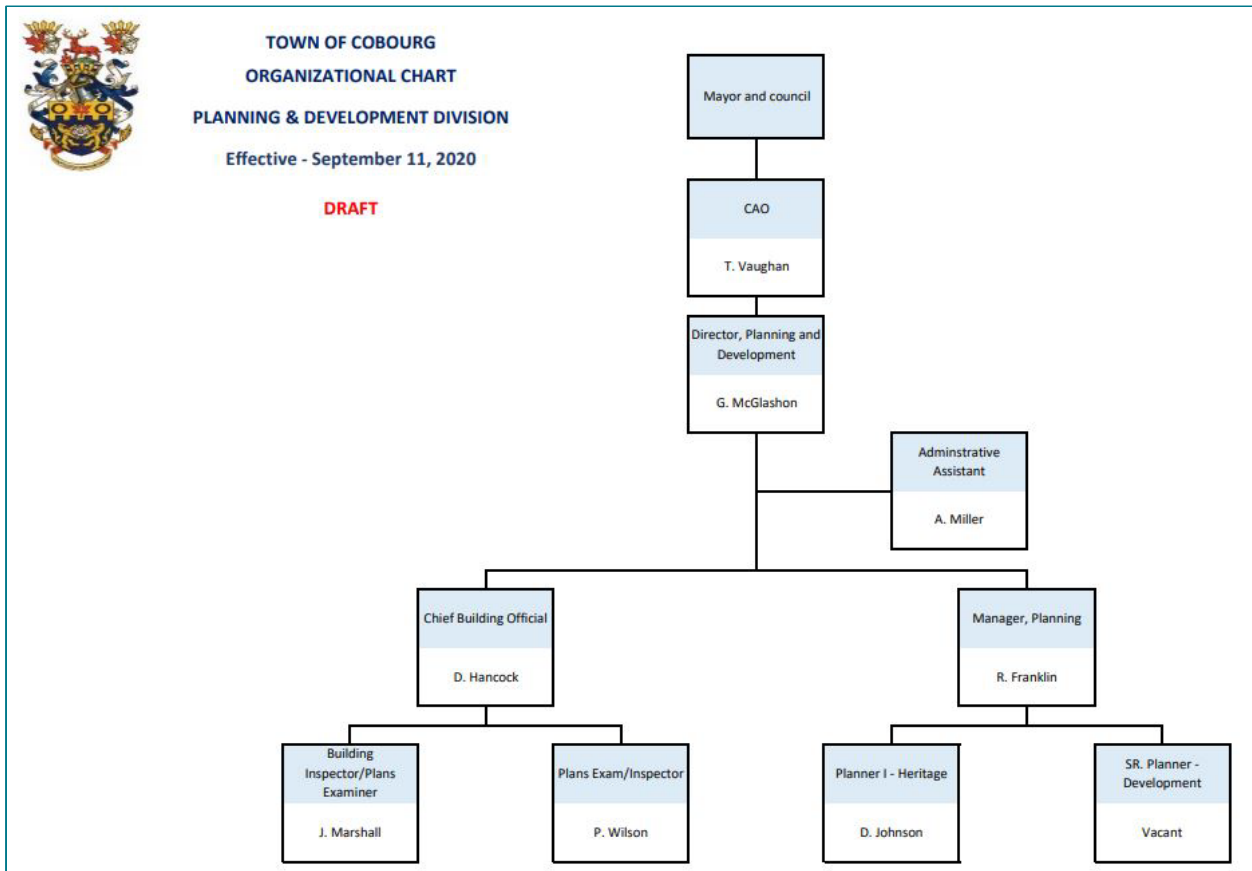 TOWN OF COBOURG
ORGANIZATIONAL CHART
PLANNING & DEVELOPMENT DIVISION
Effective - September 11, 2020
DRAFT
Mayor and council
CAO
T. Vaughan
Director, Planning and
Development
G. McGlashon
Adminstrative
Assistant
A. Miller
Chief Building Official
D. Hancock
Manager, Planning
R. Franklin
Building
Inspector/Plans
Examiner
J. Marshall
Plans Exam/Inspector
P. Wilson
Planner I - Heritage
D. Johnson
SR. Planner -
Development
Vacant